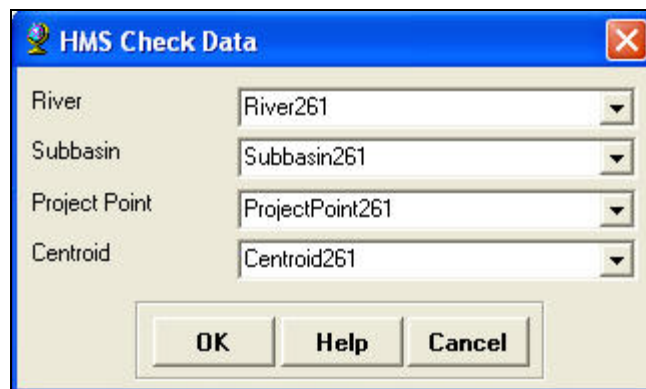 HMS Check Data
River River261
Subbasin Subbasin261
Project Point ProjectPoint261
Centroid Centroid261
OK Help Cancel